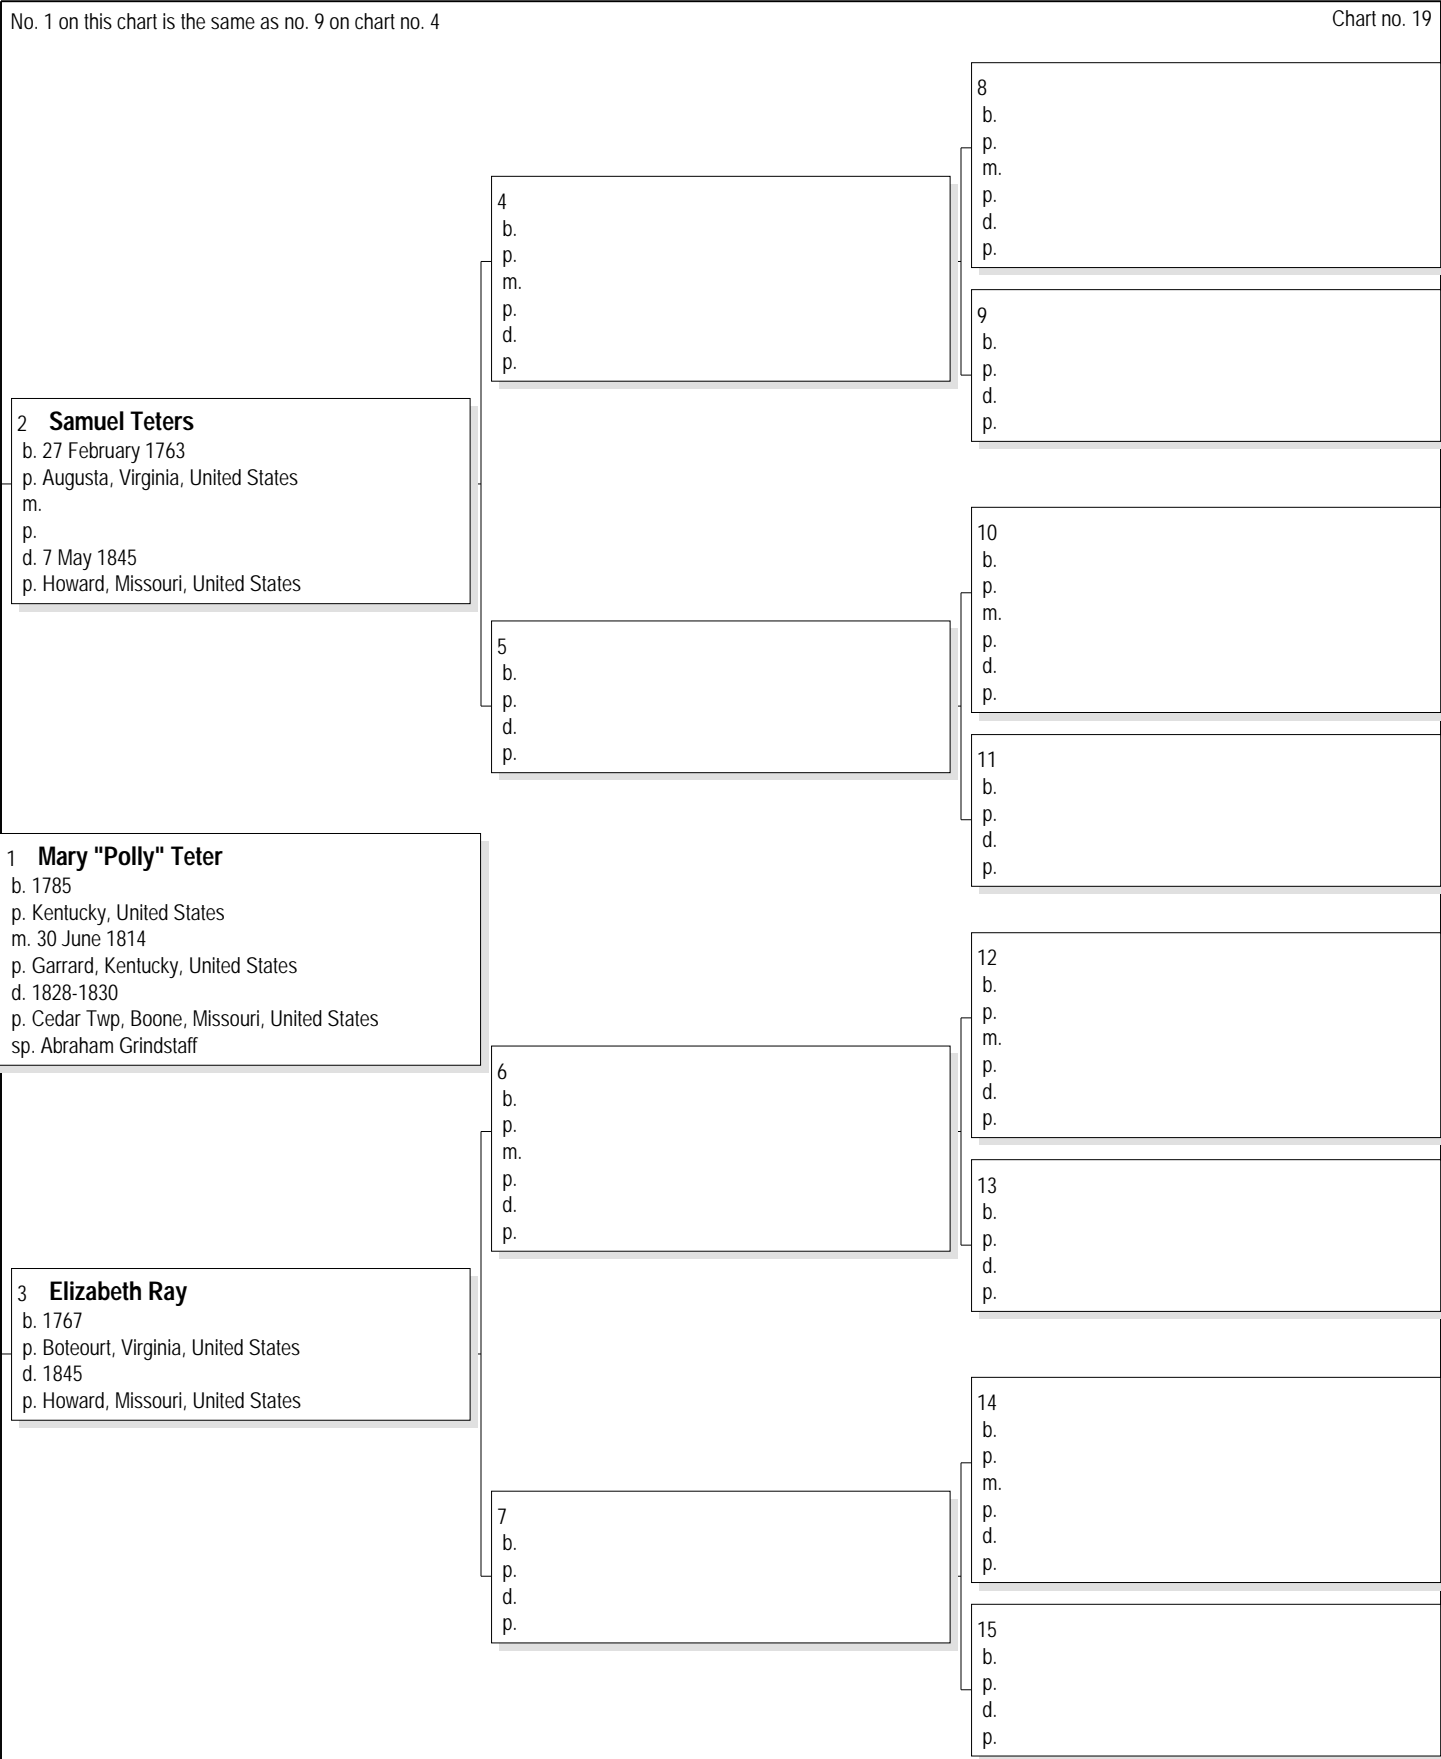 No. 1 on this chart is the same as no. 9 on chart no. 4
Chart no. 19
8
b.
p.
m.
p.
d.
p.
4
b.
p.
m.
p.
d.
p.
9
b.
p.
d.
p.
2 Samuel Teters
b. 27 February 1763
p. Augusta, Virginia, United States
m.
p.
d. 7 May 1845
p. Howard, Missouri, United States
10
b.
p.
m.
p.
d.
p.
5
b.
p.
d.
p.
11
b.
p.
d.
p.
1 Mary "Polly" Teter
b. 1785
p. Kentucky, United States
m. 30 June 1814
p. Garrard, Kentucky, United States
d. 1828-1830
p. Cedar Twp, Boone, Missouri, United States
sp. Abraham Grindstaff
12
b.
p.
m.
p.
d.
p.
6
b.
p.
m.
p.
d.
p.
13
b.
p.
d.
p.
3 Elizabeth Ray
b. 1767
p. Boteourt, Virginia, United States
d. 1845
p. Howard, Missouri, United States
14
b.
p.
m.
p.
d.
p.
7
b.
p.
d.
p.
15
b.
p.
d.
p.